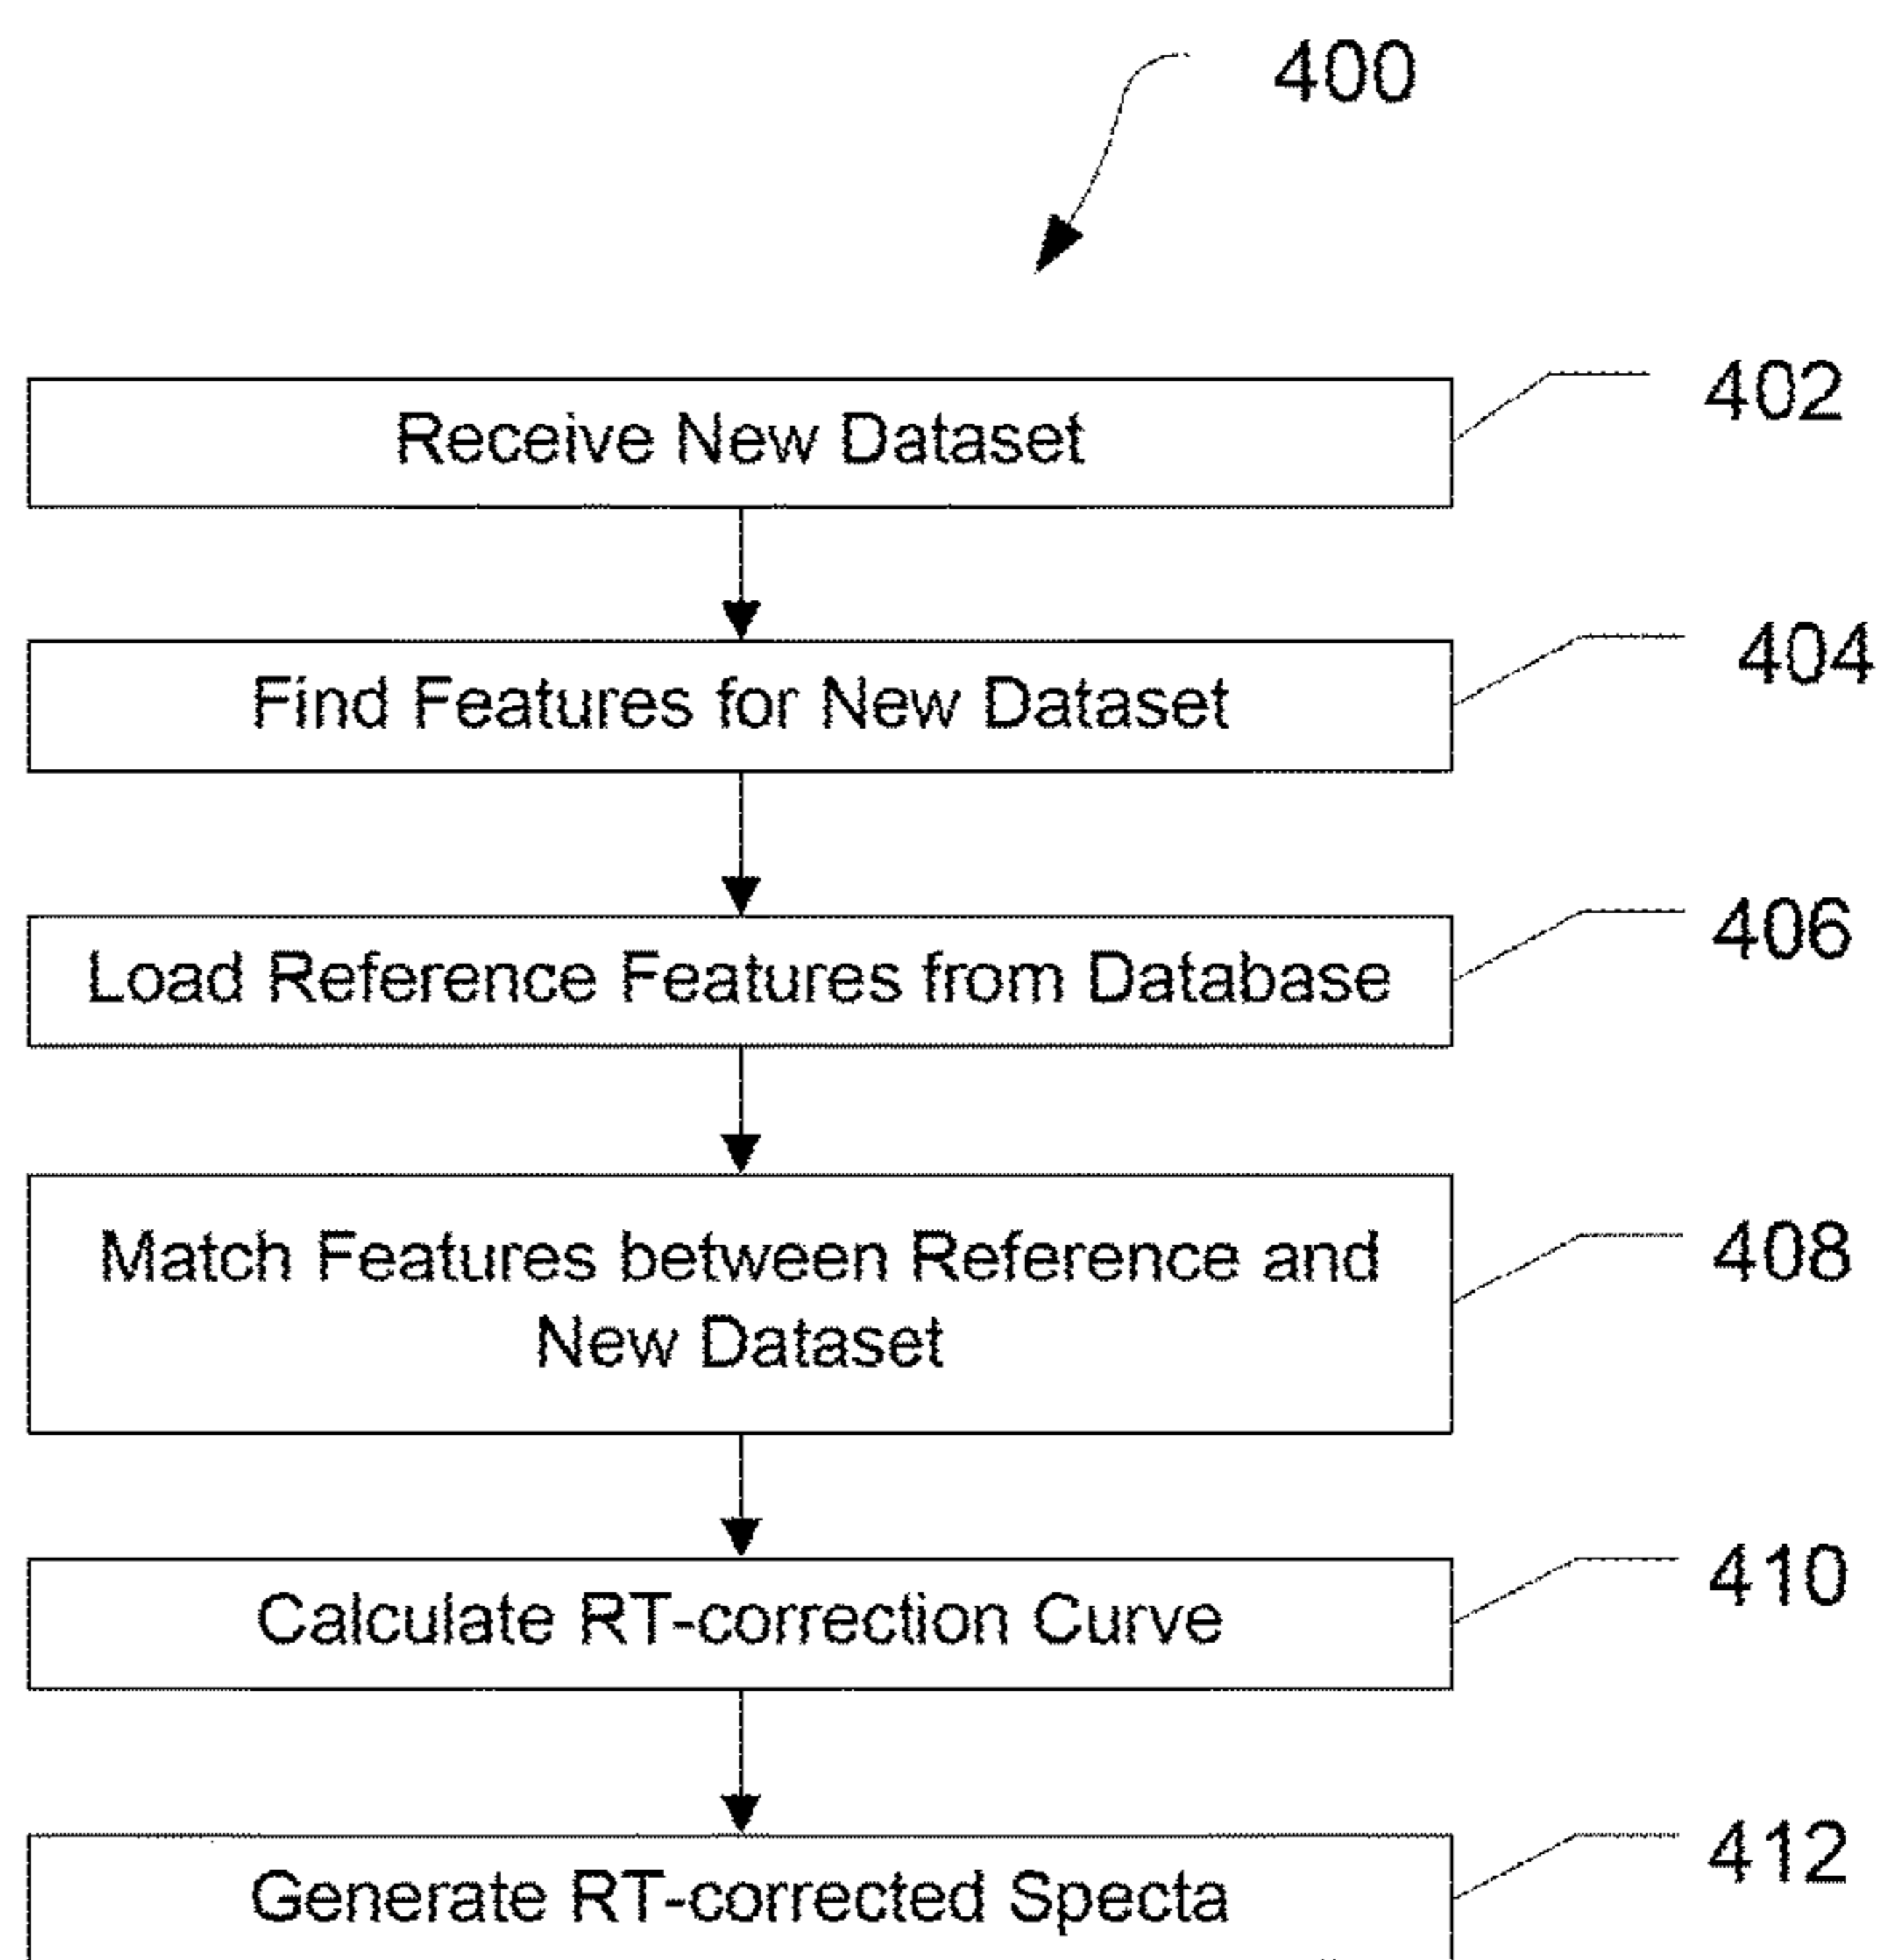 400
Receive New Dataset
402
Find Features for New Dataset
404
Load Reference Features from Database
406
Match Features between Reference and
New Dataset
408
Calculate RT-correction Curve
410
Generate RT-corrected Specta
412